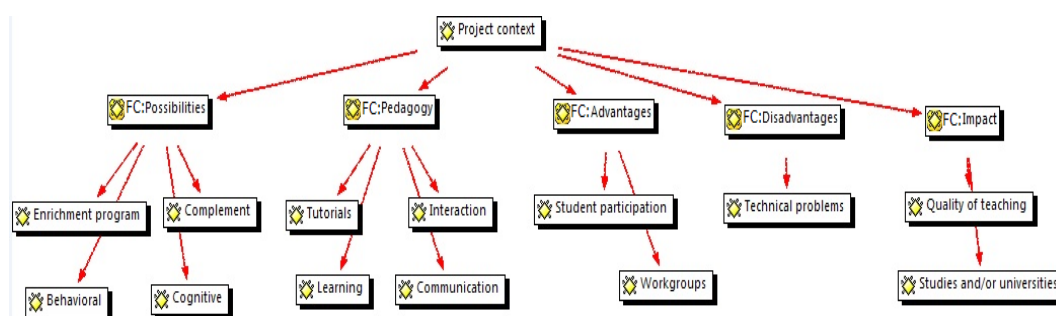 Project context
FC:Possibilities
FC:Pedagogy
FC:Advantages
FC:Disadvantages
FC:Impact
Enrichment program
Complement
Tutorials
Interaction
Student participation
Technical problems
Quality of teaching
Behavioral
Cognitive
Learning
Communication
Workgroups
Studies and/or universities